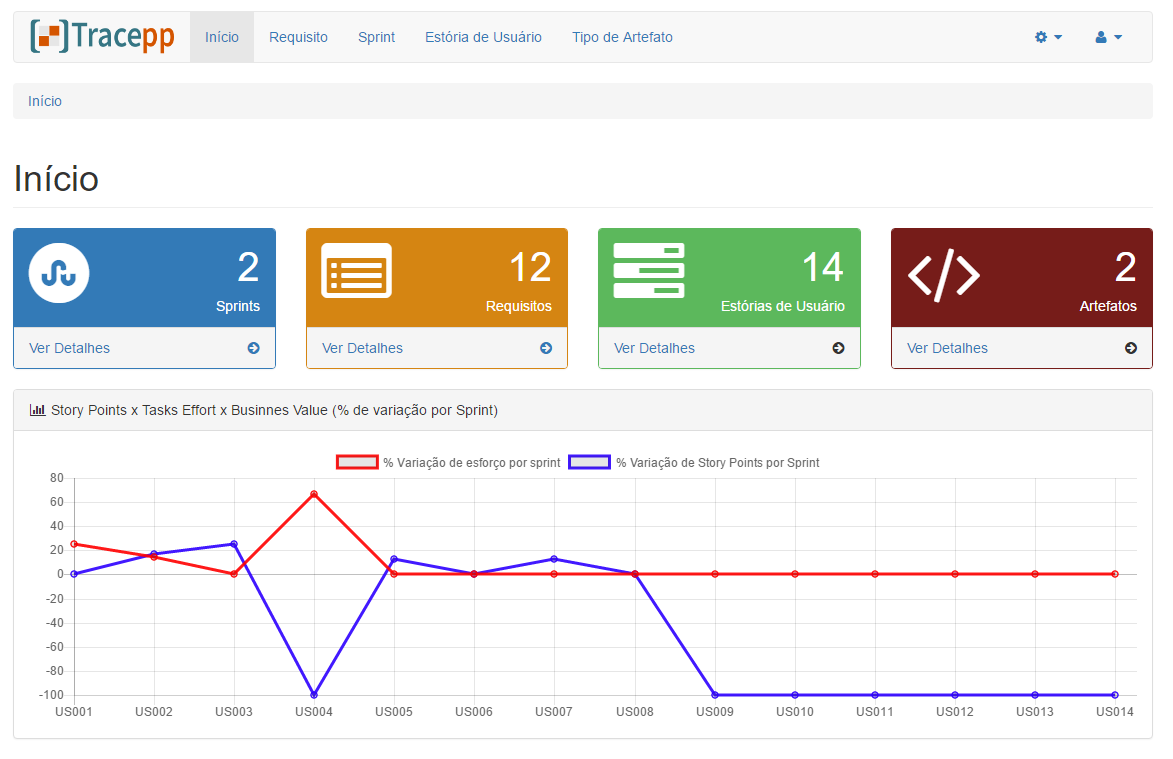 Tracepp Início Requisito Sprint Estória de Usuário Tipo de Artefato
Início
Início
2
Sprints
Ver Detalhes
12
Requisitos
Ver Detalhes
14
Estórias de Usuário
Ver Detalhes
2
Artefatos
Ver Detalhes
Story Points x Tasks Effort x Businnes Value (% de variação por Sprint)
% Variação de esforço por sprint % Variação de Story Points por Sprint
80
60
40
20
0
-20
-40
-60
-80
-100
US001 US002 US003 US004 US005 US006 US007 US008 US009 US010 US011 US012 US013 US014